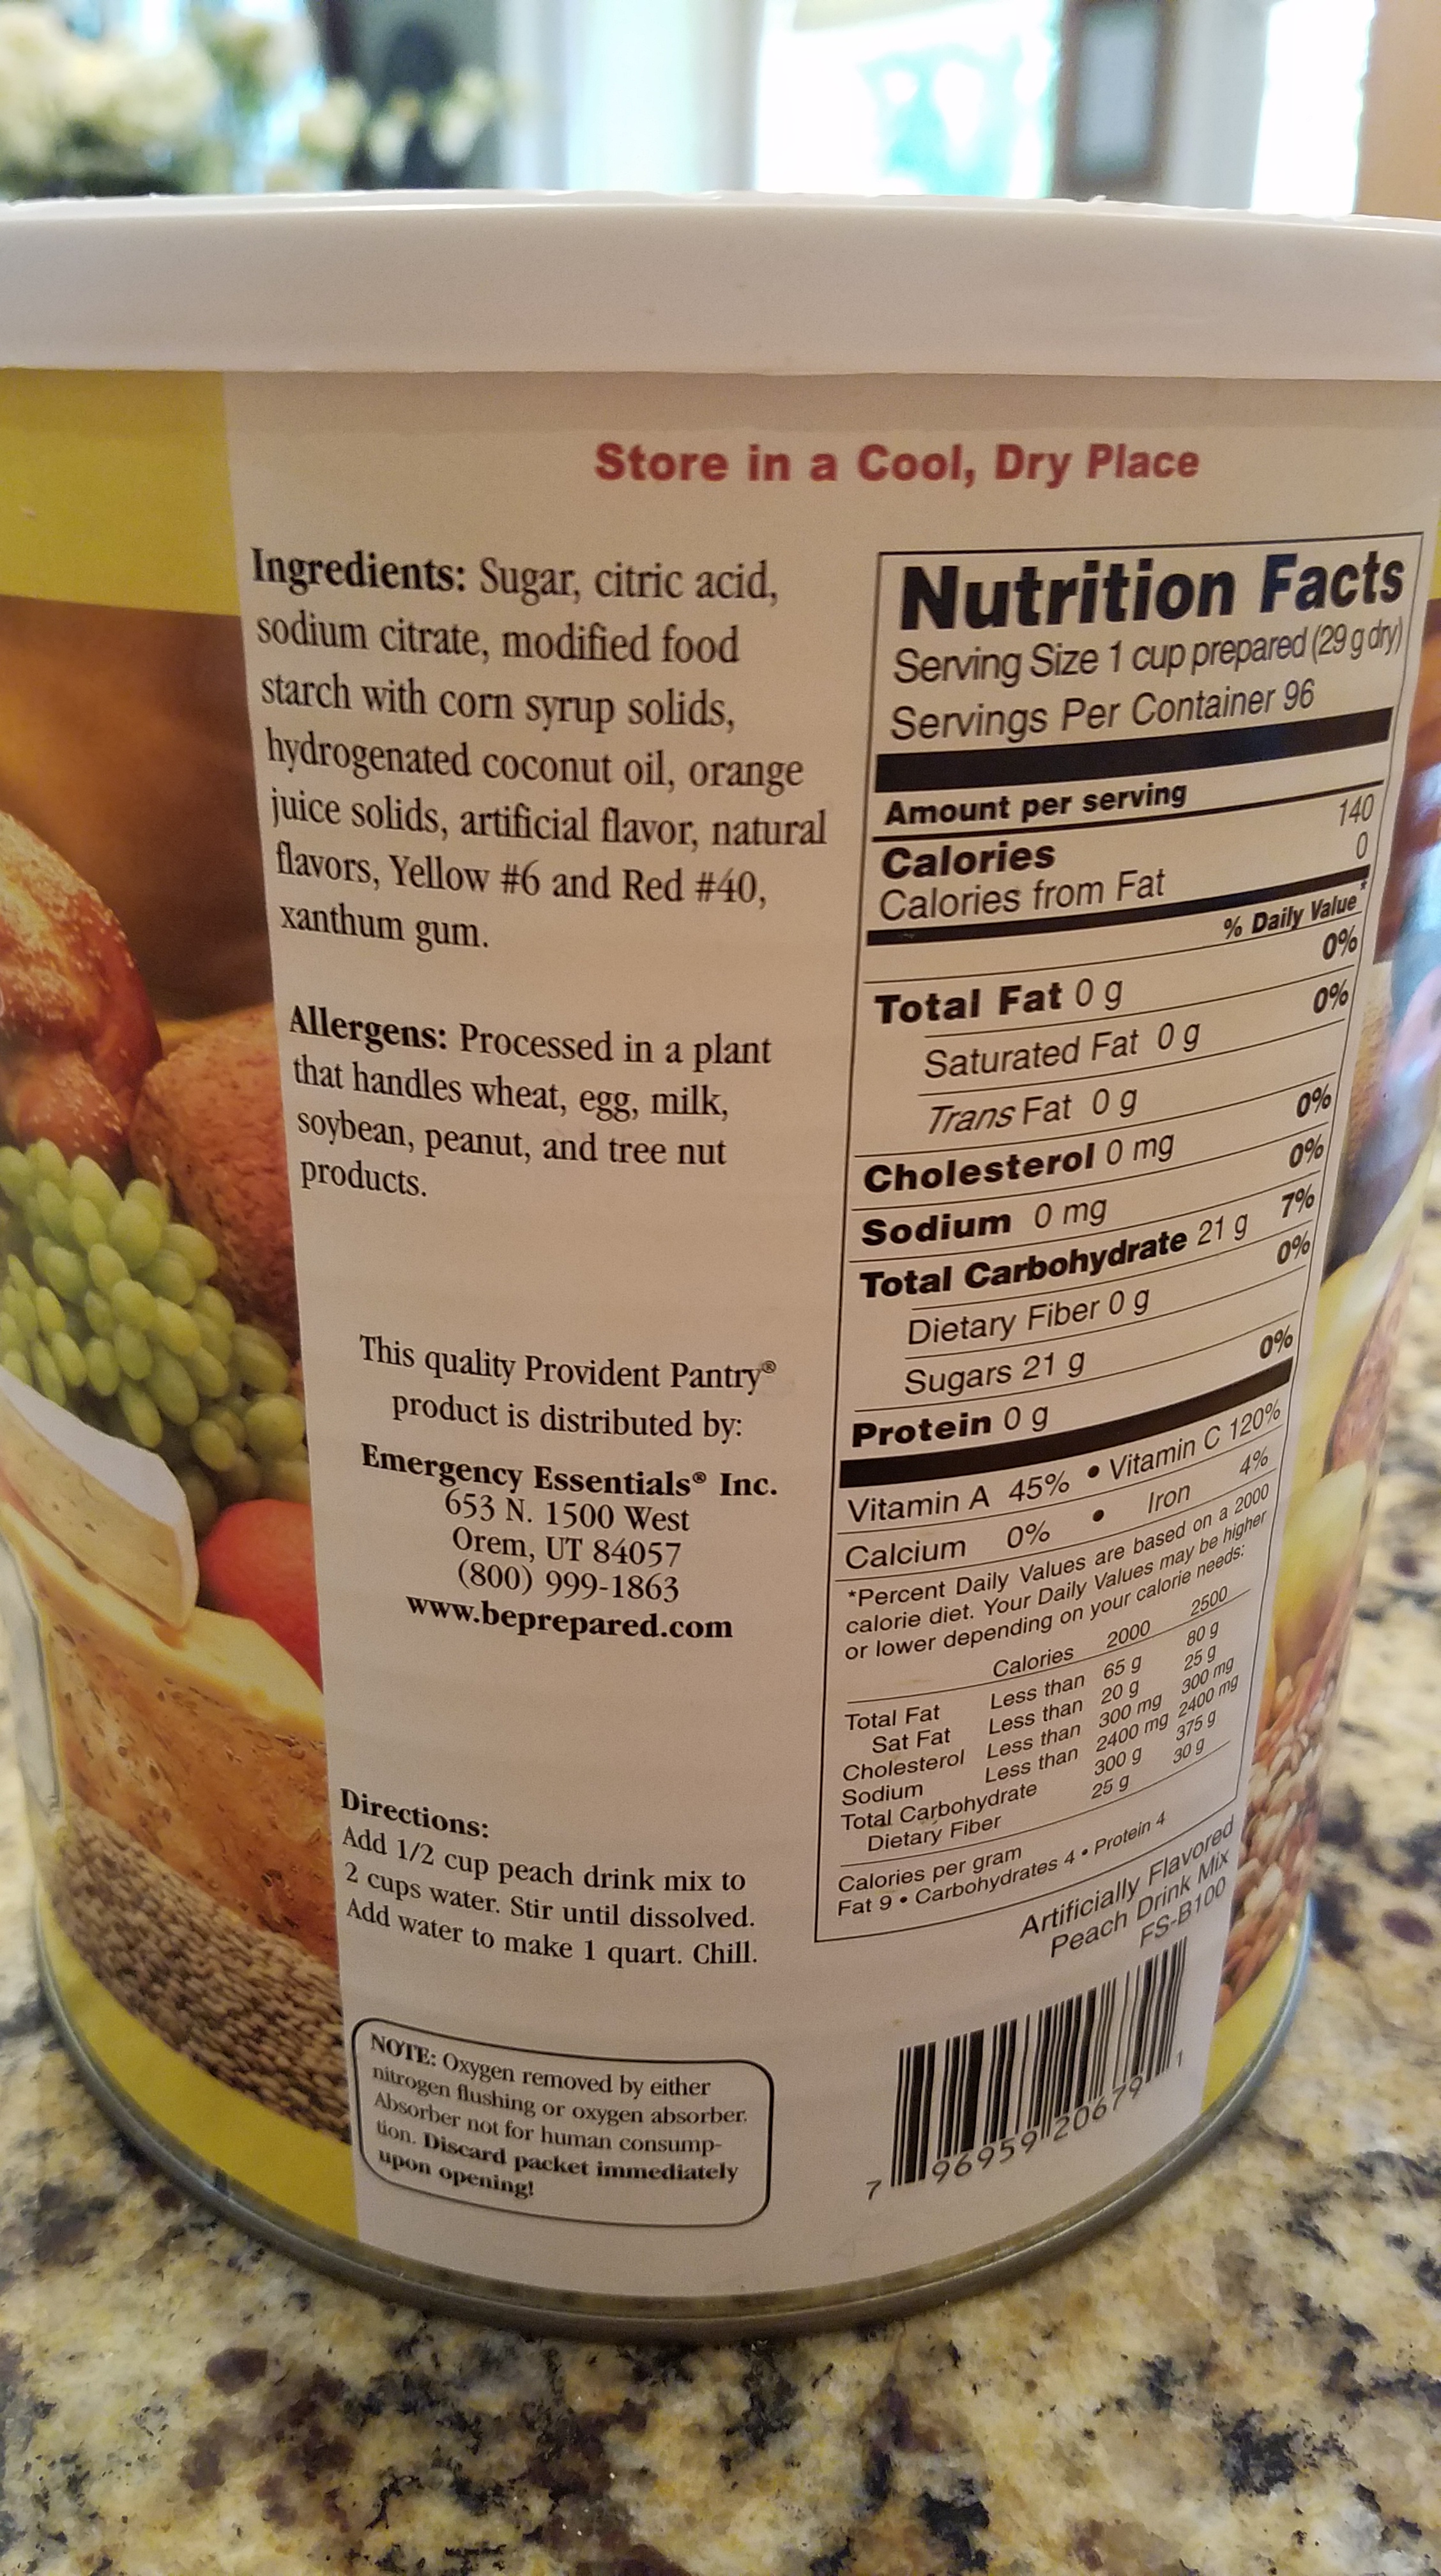 Store in a Cool, Dry Place
Ingredients: Sugar, citric acid,
sodium citrate, modified food
starch with corn syrup solids,
hydrogenated coconut oil, orange
juice solids, artificial flavor, natural
flavors, Yellow #6 and Red #40,
xanthum gum.
Allergens: Processed in a plant
that handles wheat, egg, milk,
soybean, peanut, and tree nut
products.
This quality Provident Pantry®
product is distributed by:
Emergency Essentials® Inc.
653 N. 1500 West
Orem, UT 84057
(800) 999-1863
www.beprepared.com
Directions:
Add 1/2 cup peach drink mix to
2 cups water. Stir until dissolved.
Add water to make 1 quart. Chill.
NOTE: Oxygen removed by either
nitrogen flushing or oxygen absorber.
Absorber not for human consump-
tion. Discard packet immediately
upon opening!
Nutrition Facts
Serving Size 1 cup prepared (29 g dry)
Servings Per Container 96
Amount per serving
Calories 140
Calories from Fat 0
% Daily Value*
Total Fat 0 g 0%
Saturated Fat 0 g 0%
Trans Fat 0 g
Cholesterol 0 mg 0%
Sodium 0 mg 0%
Total Carbohydrate 21 g 7%
Dietary Fiber 0 g 0%
Sugars 21 g
Protein 0 g 0%
Vitamin A 45% • Vitamin C 120%
Calcium 0% • Iron 4%
*Percent Daily Values are based on a 2000
calorie diet. Your Daily Values may be higher
or lower depending on your calorie needs:
Calories 2000 2500
Total Fat Less than 65 g 80 g
Sat Fat Less than 20 g 25 g
Cholesterol Less than 300 mg 300 mg
Sodium Less than 2400 mg 2400 mg
Total Carbohydrate 300 g 375 g
Dietary Fiber 25 g 30 g
Calories per gram
Fat 9 • Carbohydrates 4 • Protein 4
Artificially Flavored
Peach Drink Mix
FS-B100
7 96959 20679 1